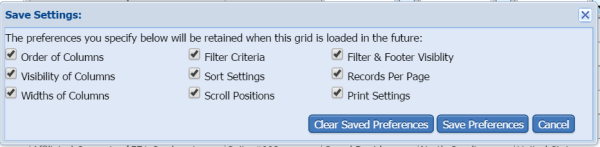 Save Settings:
The preferences you specify below will be retained when this grid is loaded in the future:
Order of Columns Filter Criteria Filter & Footer Visiblity
Visibility of Columns Sort Settings Records Per Page
Widths of Columns Scroll Positions Print Settings
Clear Saved Preferences Save Preferences Cancel